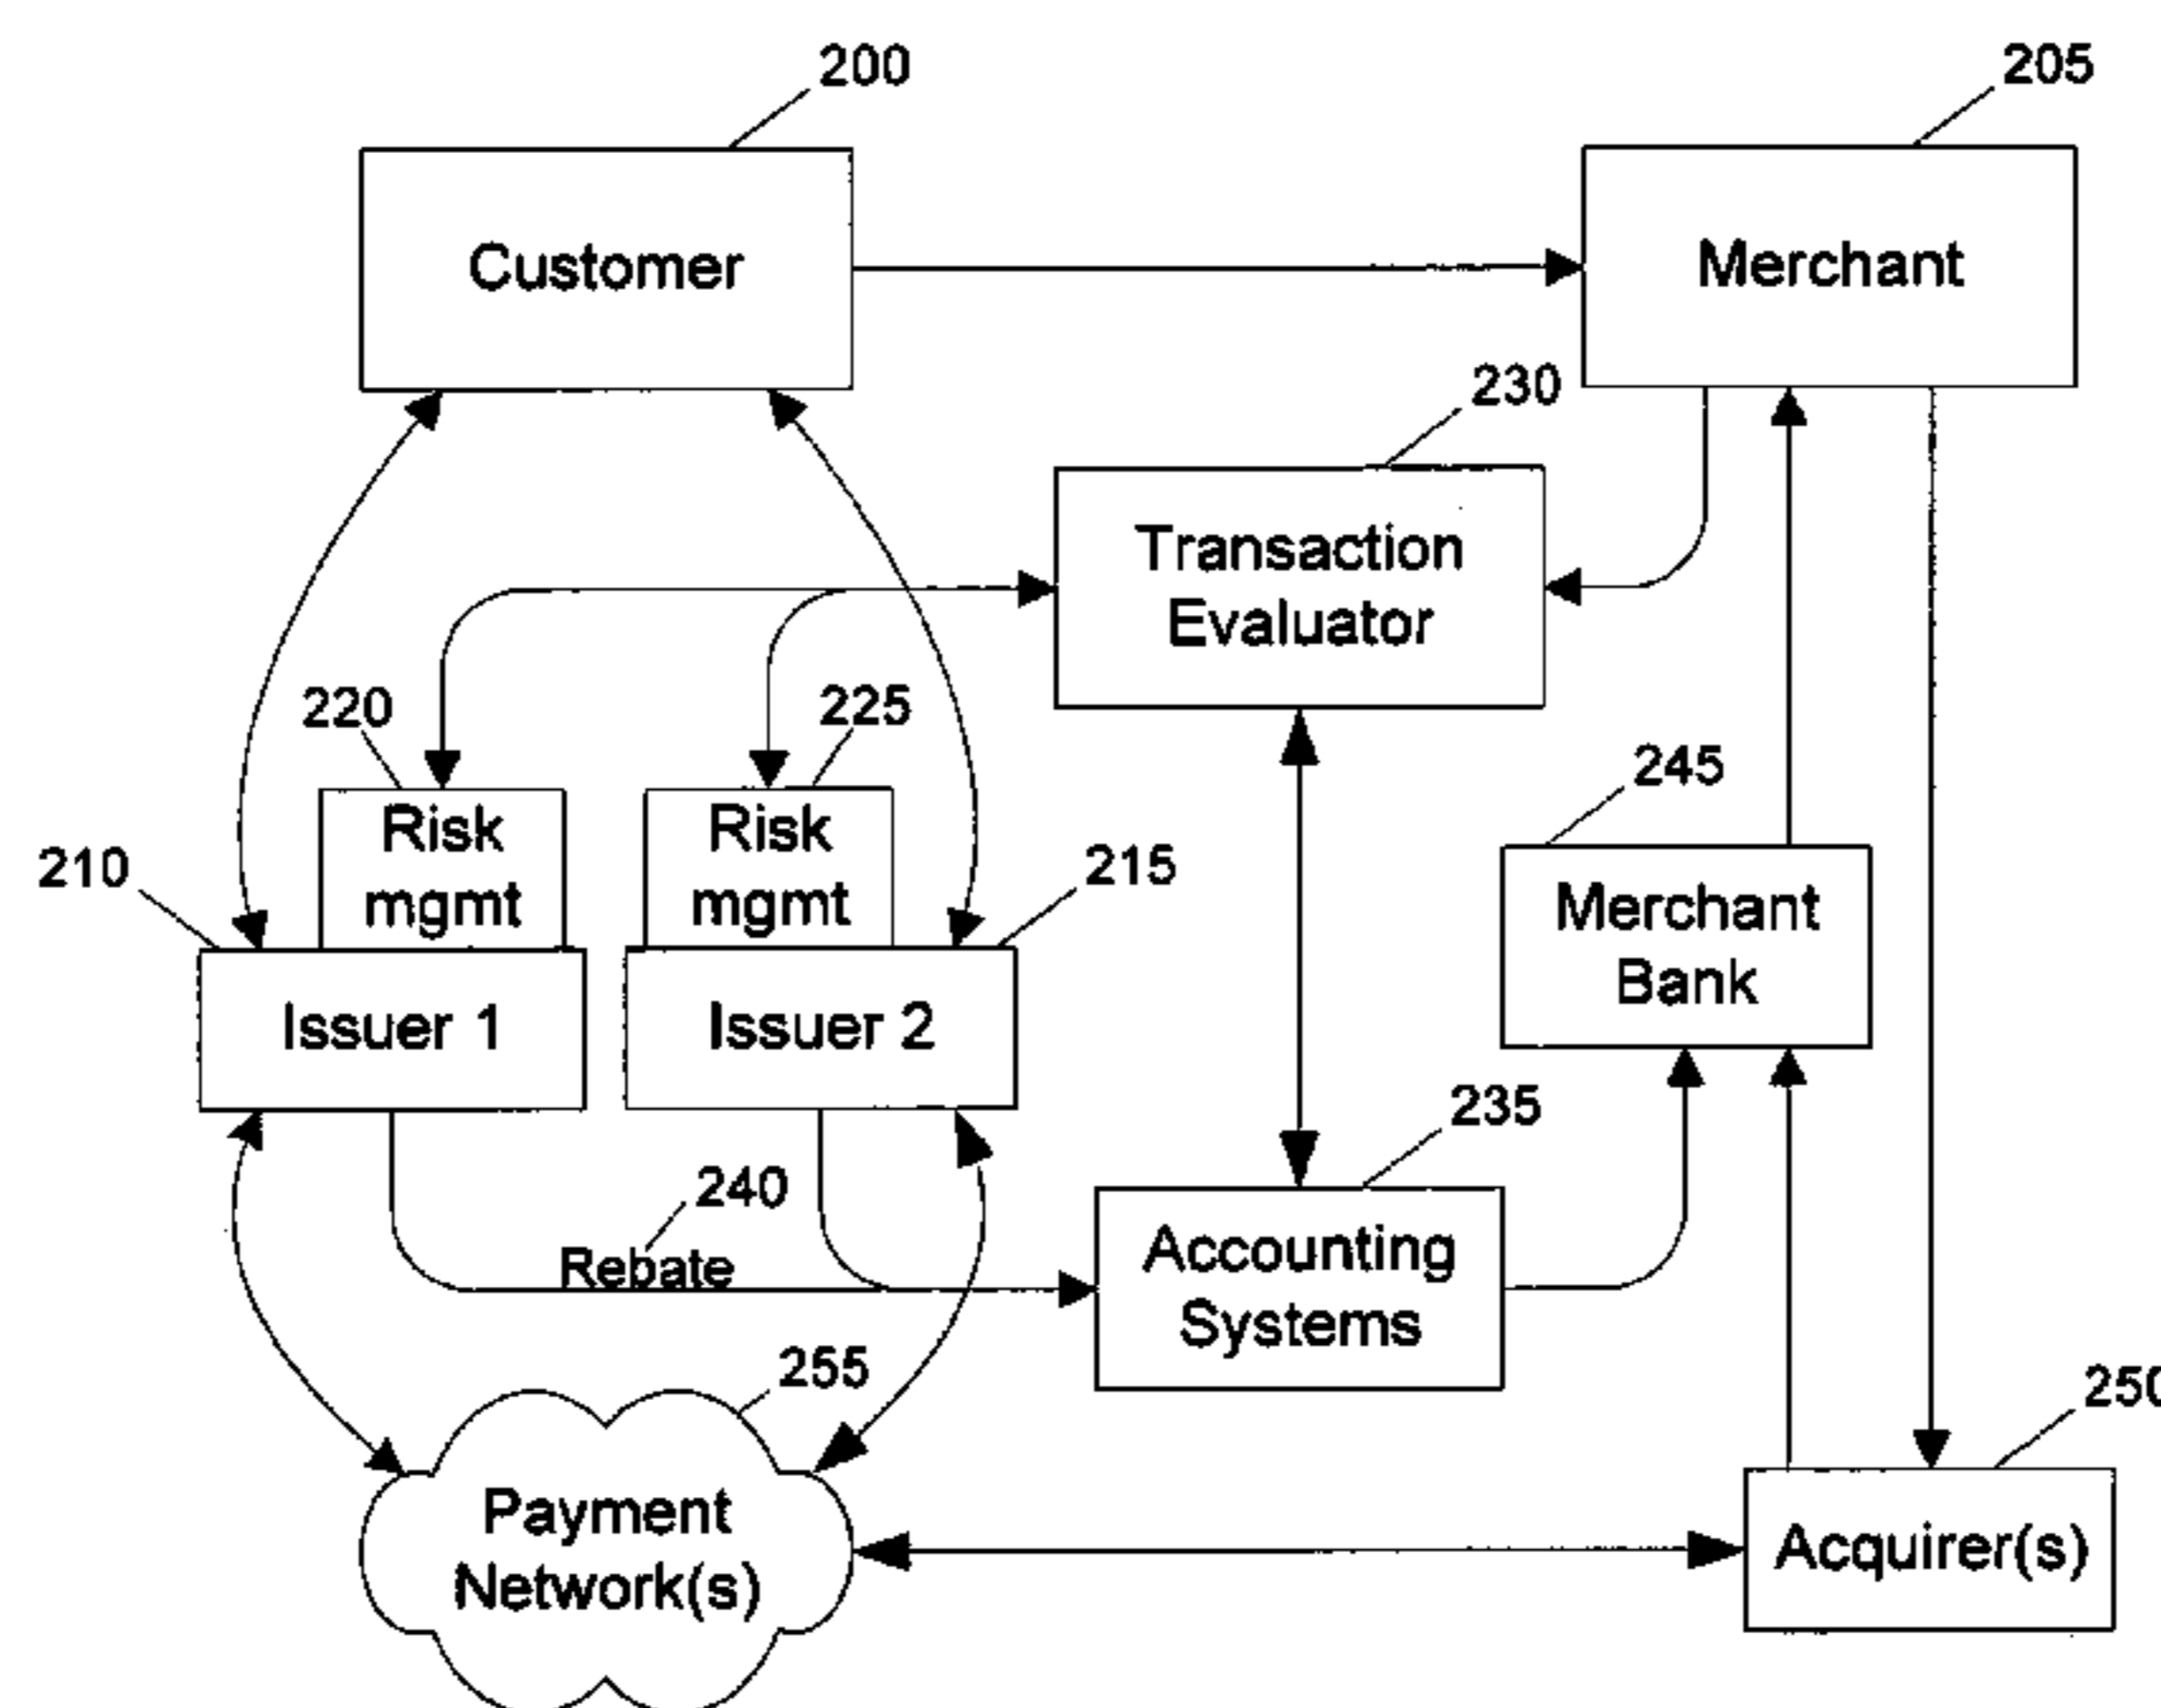 200
205
Customer
Merchant
230
Transaction
Evaluator
220
225
245
Risk
mgmt
Risk
mgmt
210
215
Merchant
Bank
Issuer 1
Issuer 2
235
240
Rebate
Accounting
Systems
255
250
Payment
Network(s)
Acquirer(s)